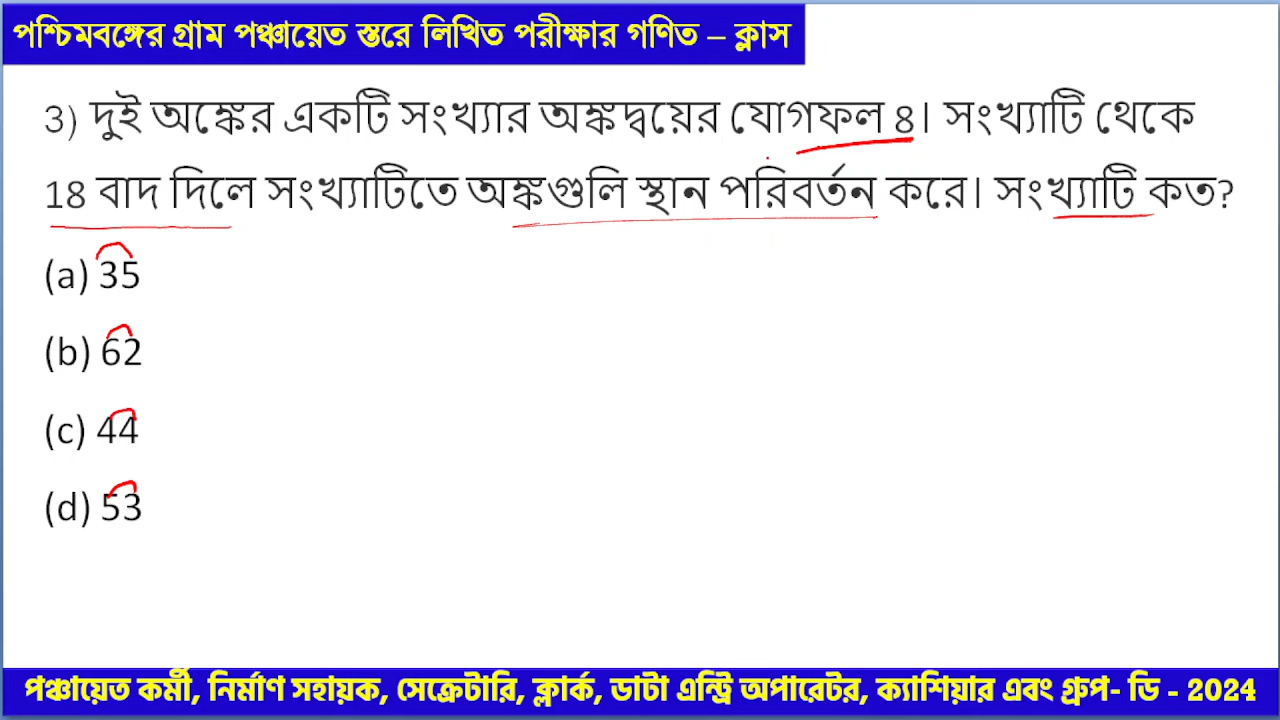 পশ্চিমবঙ্গের গ্রাম পঞ্চায়েত স্তরে লিখিত পরীক্ষার গণিত – ক্লাস
3) দুই অঙ্কের একটি সংখ্যার অঙ্কদ্বয়ের যোগফল 8। সংখ্যাটি থেকে
18 বাদ দিলে সংখ্যাটিতে অঙ্কগুলি স্থান পরিবর্তন করে। সংখ্যাটি কত?
(a) 35
(b) 62
(c) 44
(d) 53
পঞ্চায়েত কর্মী, নির্মাণ সহায়ক, সেক্রেটারি, ক্লার্ক, ডাটা এন্ট্রি অপারেটর, ক্যাশিয়ার এবং গ্রুপ- ডি - 2024